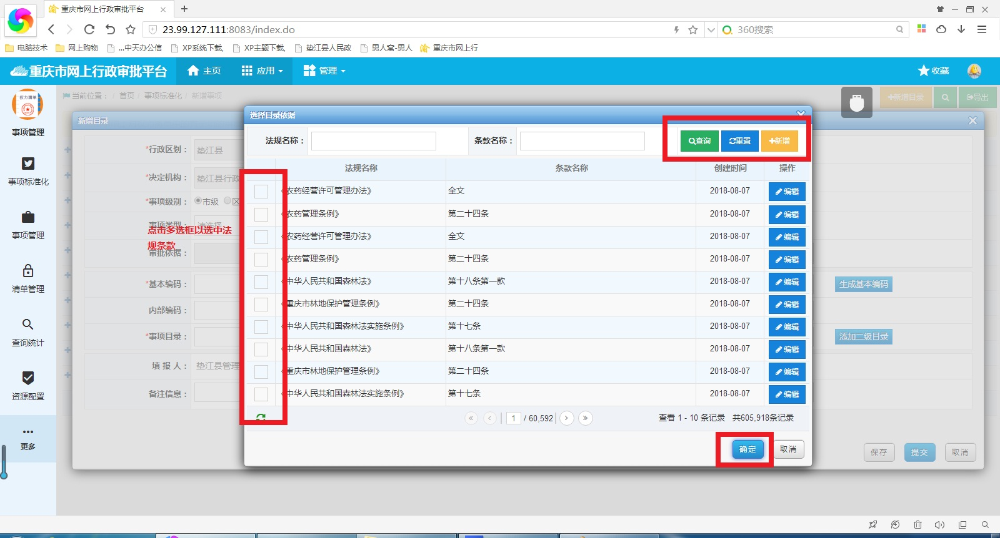 重庆市网上行政审批平台
23.99.127.111:8083/index.do
360搜索
电脑技术 网上购物 ...中天办公信 XP系统下载, XP主题下载, 垫江县人民政 男人窝-男人 重庆市网上行
重庆市网上行政审批平台 主页 应用 管理 收藏
权力清单
事项管理
事项标准化
事项管理
清单管理
查询统计
资源配置
更多
当前位置： / 首页 / 事项标准化 / 新增事项
新增目录 导出
新增目录
*行政区划： 垫江县
*决定机构： 垫江县行政
*事项级别： 市级 区
事项类型： 请选择
点击多选框以选中法
规条款
审批依据：
*基本编码： 生成基本编码
内部编码：
*事项目录： 添加二级目录
填 报 人： 垫江县管理
备注信息：
保存 提交 取消
选择目录依据
法规名称： 条款名称： 查询 重置 新增
法规名称 条款名称 创建时间 操作
《农药经营许可管理办法》 全文 2018-08-07 编辑
《农药管理条例》 第二十四条 2018-08-07 编辑
《农药经营许可管理办法》 全文 2018-08-07 编辑
《农药管理条例》 第二十四条 2018-08-07 编辑
《中华人民共和国森林法》 第十八条第一款 2018-08-07 编辑
《重庆市林地保护管理条例》 第二十四条 2018-08-07 编辑
《中华人民共和国森林法实施条例》 第十七条 2018-08-07 编辑
《中华人民共和国森林法》 第十八条第一款 2018-08-07 编辑
《重庆市林地保护管理条例》 第二十四条 2018-08-07 编辑
《中华人民共和国森林法实施条例》 第十七条 2018-08-07 编辑
1 / 60,592 查看 1 - 10 条记录 共605,918条记录
确定 取消